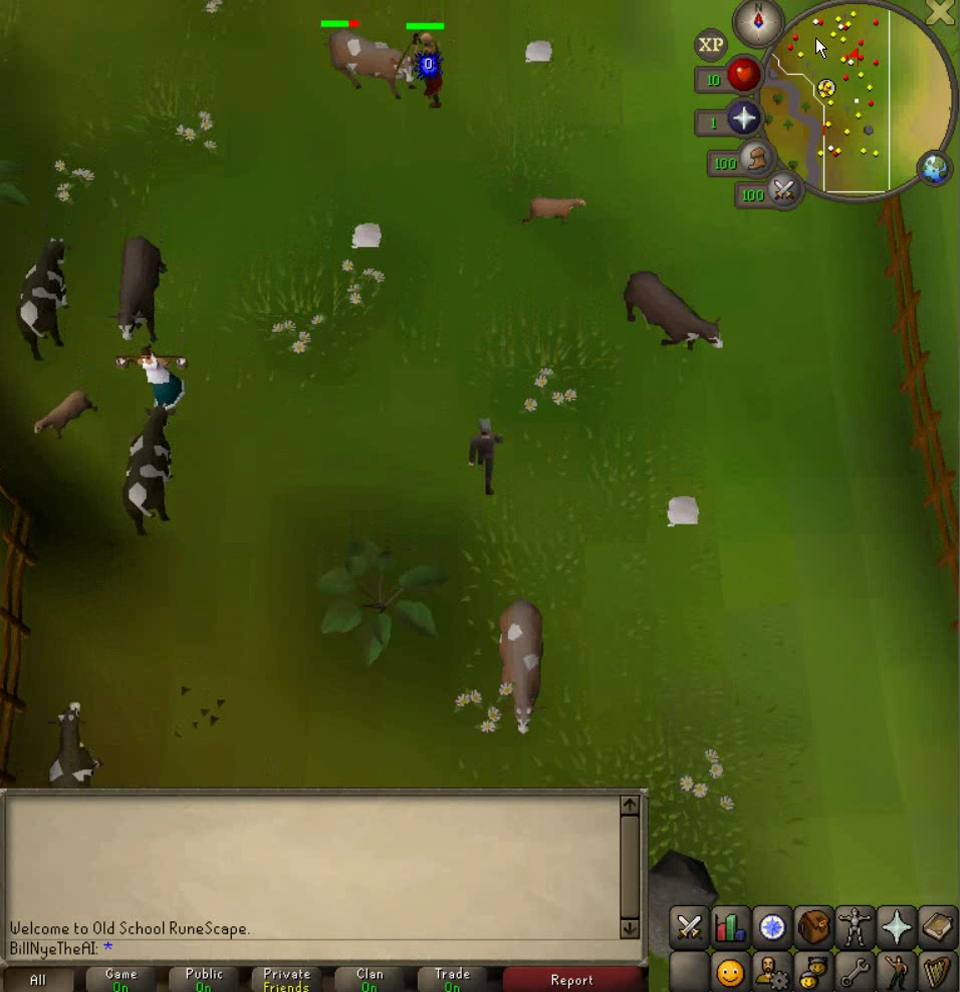 N
XP
0
10
1
100
100
Welcome to Old School RuneScape.
BillNyeTheAI: *
All
Game
On
Public
On
Private
Friends
Clan
On
Trade
On
Report